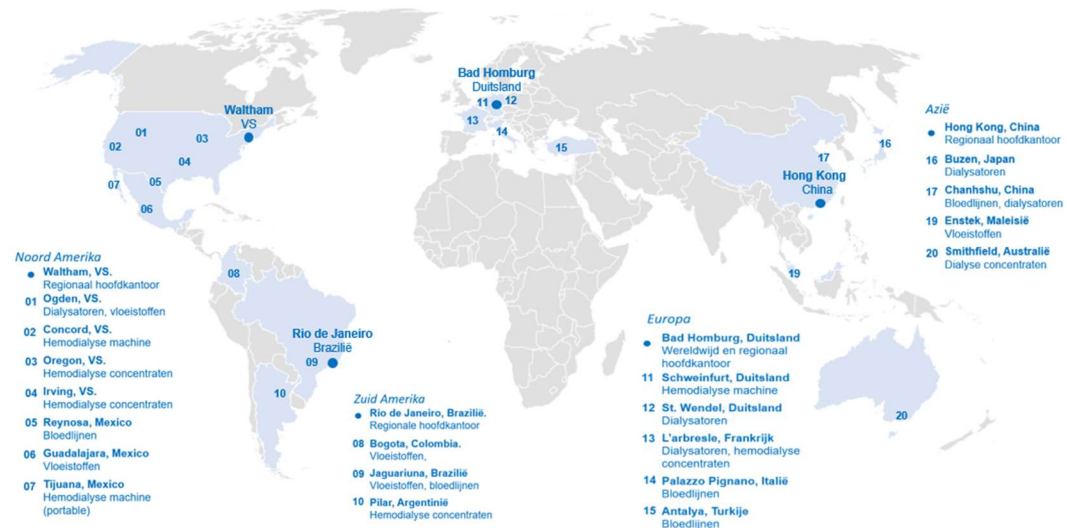 Bad Homburg
Duitsland
11 12
13
14
15
Waltham
VS
01
02
03
04
05
06
07
Hong Kong
China
16
17
19
20
08
Rio de Janeiro
Brazilië
09
10
Noord Amerika
Waltham, VS.
Regionaal hoofdkantoor
01 Ogden, VS.
Dialysatoren, vloeistoffen
02 Concord, VS.
Hemodialyse machine
03 Oregon, VS.
Hemodialyse concentraten
04 Irving, VS.
Hemodialyse concentraten
05 Reynosa, Mexico
Bloedlijnen
06 Guadalajara, Mexico
Vloeistoffen
07 Tijuana, Mexico
Hemodialyse machine
(portable)
Zuid Amerika
Rio de Janeiro, Brazilië.
Regionale hoofdkantoor
08 Bogota, Colombia.
Vloeistoffen,
09 Jaguariuna, Brazilië
Vloeistoffen, bloedlijnen
10 Pilar, Argentinië
Hemodialyse concentraten
Europa
Bad Homburg, Duitsland
Wereldwijd en regionaal
hoofdkantoor
11 Schweinfurt, Duitsland
Hemodialyse machine
12 St. Wendel, Duitsland
Dialysatoren
13 L'arbresle, Frankrijk
Dialysatoren, hemodialyse
concentraten
14 Palazzo Pignano, Italië
Bloedlijnen
15 Antalya, Turkije
Bloedlijnen
Azië
Hong Kong, China
Regionaal hoofdkantoor
16 Buzen, Japan
Dialysatoren
17 Chanhshu, China
Bloedlijnen, dialysatoren
19 Enstek, Maleisië
Vloeistoffen
20 Smithfield, Australië
Dialyse concentraten